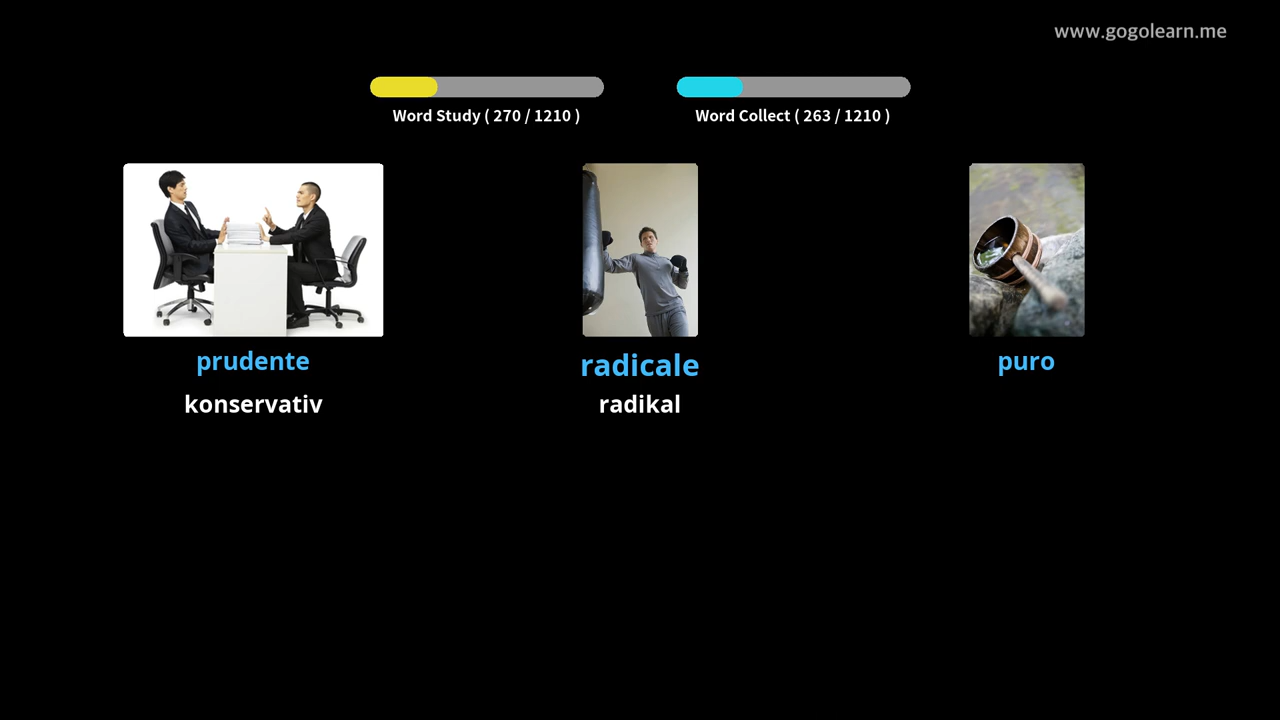 www.gogolearn.me
Word Study ( 270 / 1210 )
Word Collect ( 263 / 1210 )
prudente
radicale
puro
konservativ
radikal